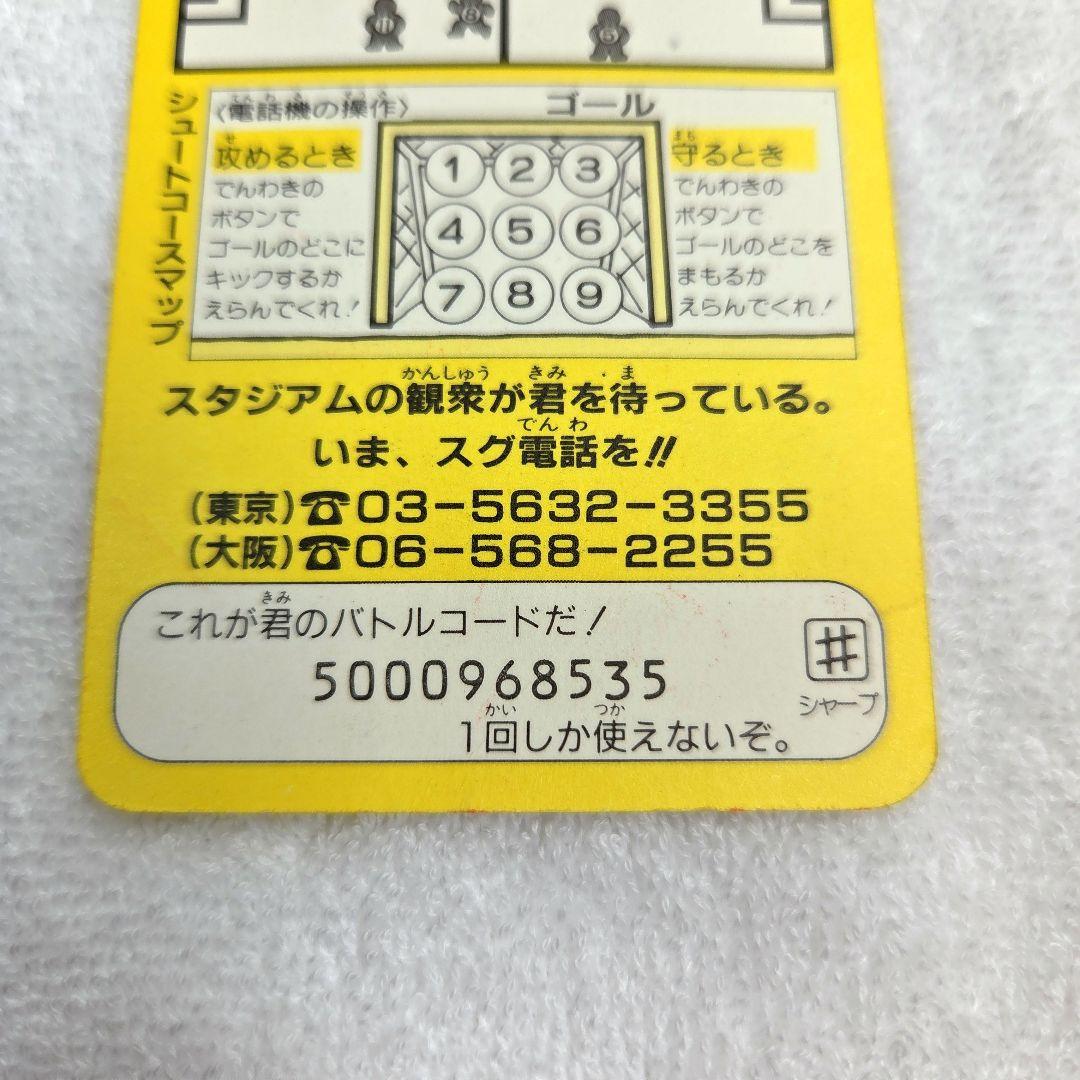 ⑪
⑧
⑤
シュートコースマップ
〈電話機の操作〉
ゴール
攻めるとき
でんわきの
ボタンで
ゴールのどこに
キックするか
えらんでくれ!
1 2 3
4 5 6
7 8 9
守るとき
でんわきの
ボタンで
ゴールのどこを
まもるか
えらんでくれ!
スタジアムの観衆が君を待っている。
いま、スグ電話を!!
(東京)☎03-5632-3355
(大阪)☎06-568-2255
これが君のバトルコードだ!
5000968535
#
シャープ
1回しか使えないぞ。